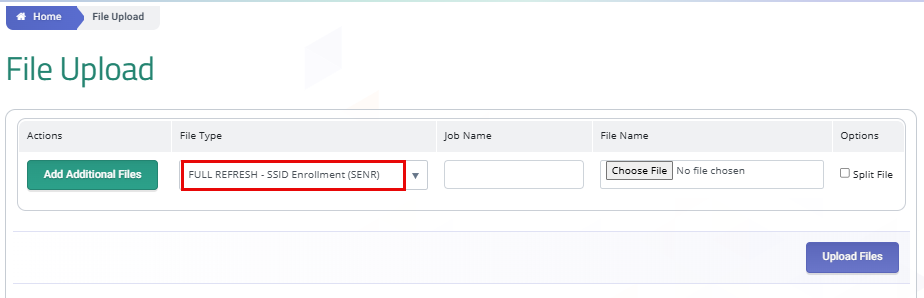 Home File Upload
File Upload
Actions File Type Job Name File Name Options
Add Additional Files FULL REFRESH - SSID Enrollment (SENR) Choose File No file chosen Split File
Upload Files